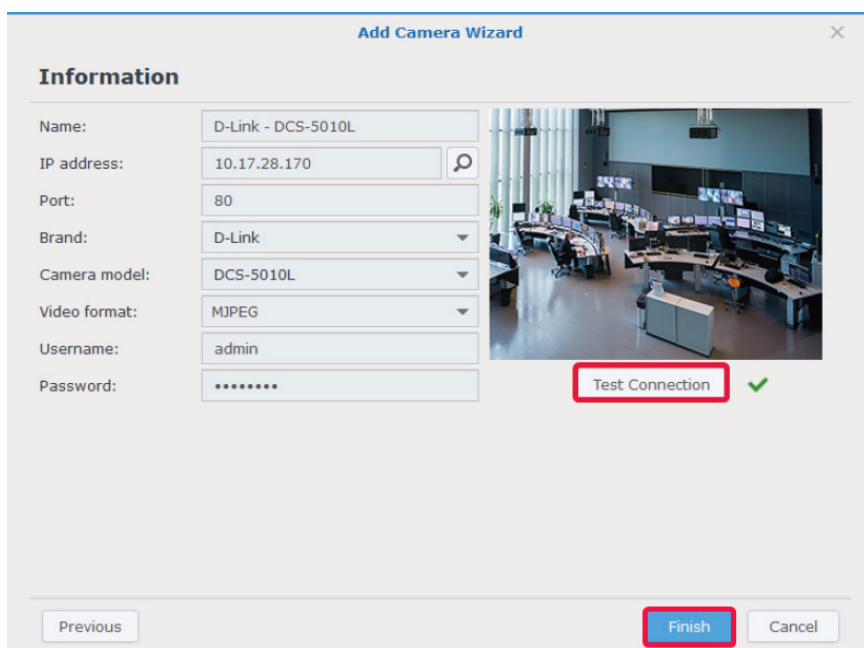 Add Camera Wizard
Information
Name: D-Link - DCS-5010L
IP address: 10.17.28.170
Port: 80
Brand: D-Link
Camera model: DCS-5010L
Video format: MJPEG
Username: admin
Password: ••••••••
Test Connection
Previous Finish Cancel